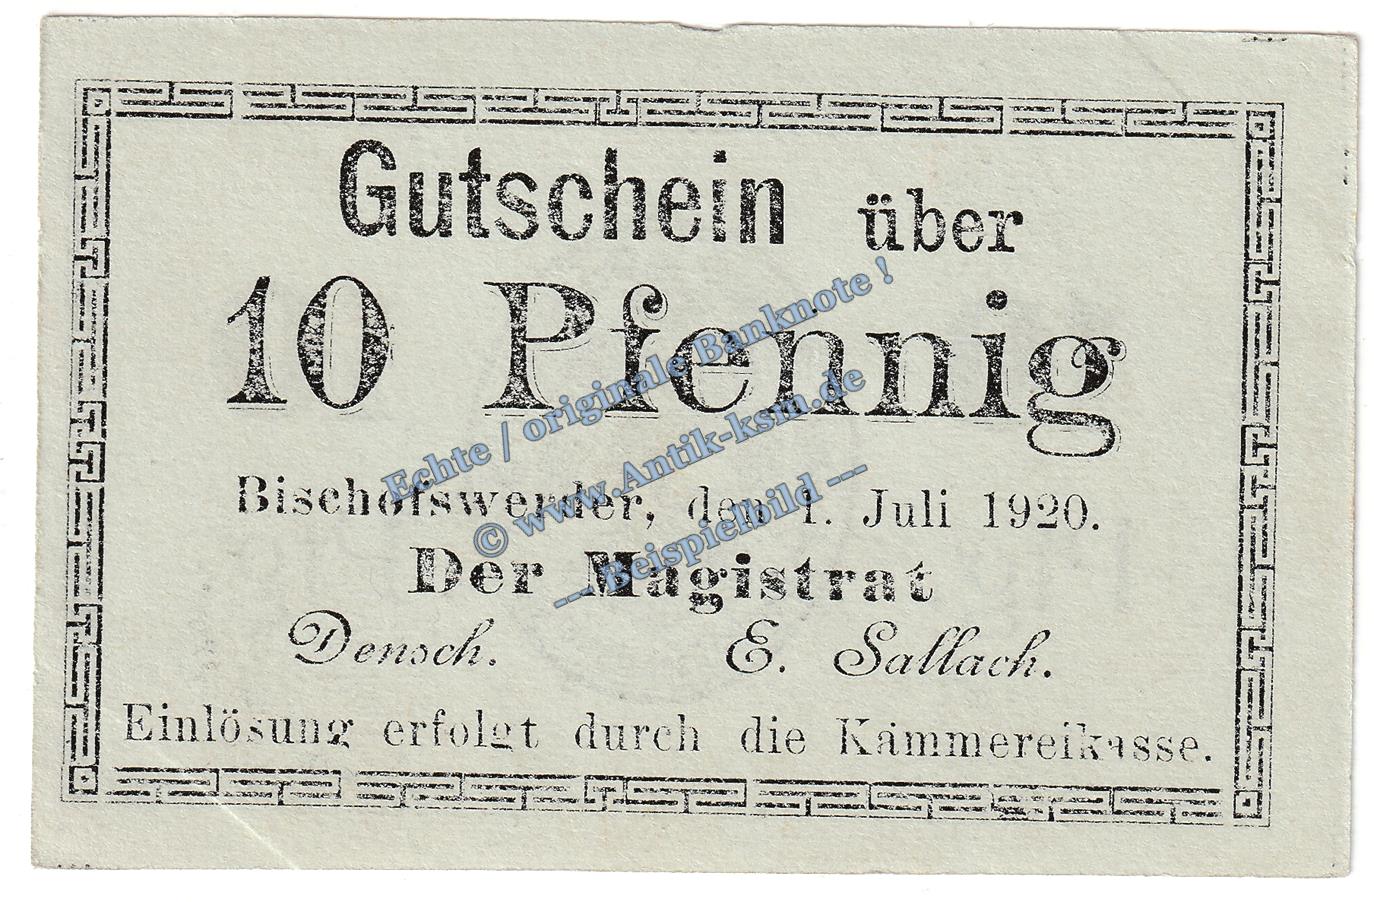 Gutschein über
10 Pfennig
Bischofswerder, den 1. Juli 1920.
Der Magistrat
Densch. E. Sallach.
Einlösung erfolgt durch die Kämmereikasse.
Echte / originale Banknote !
© www.Antik-ksm.de
--- Beispielbild ---